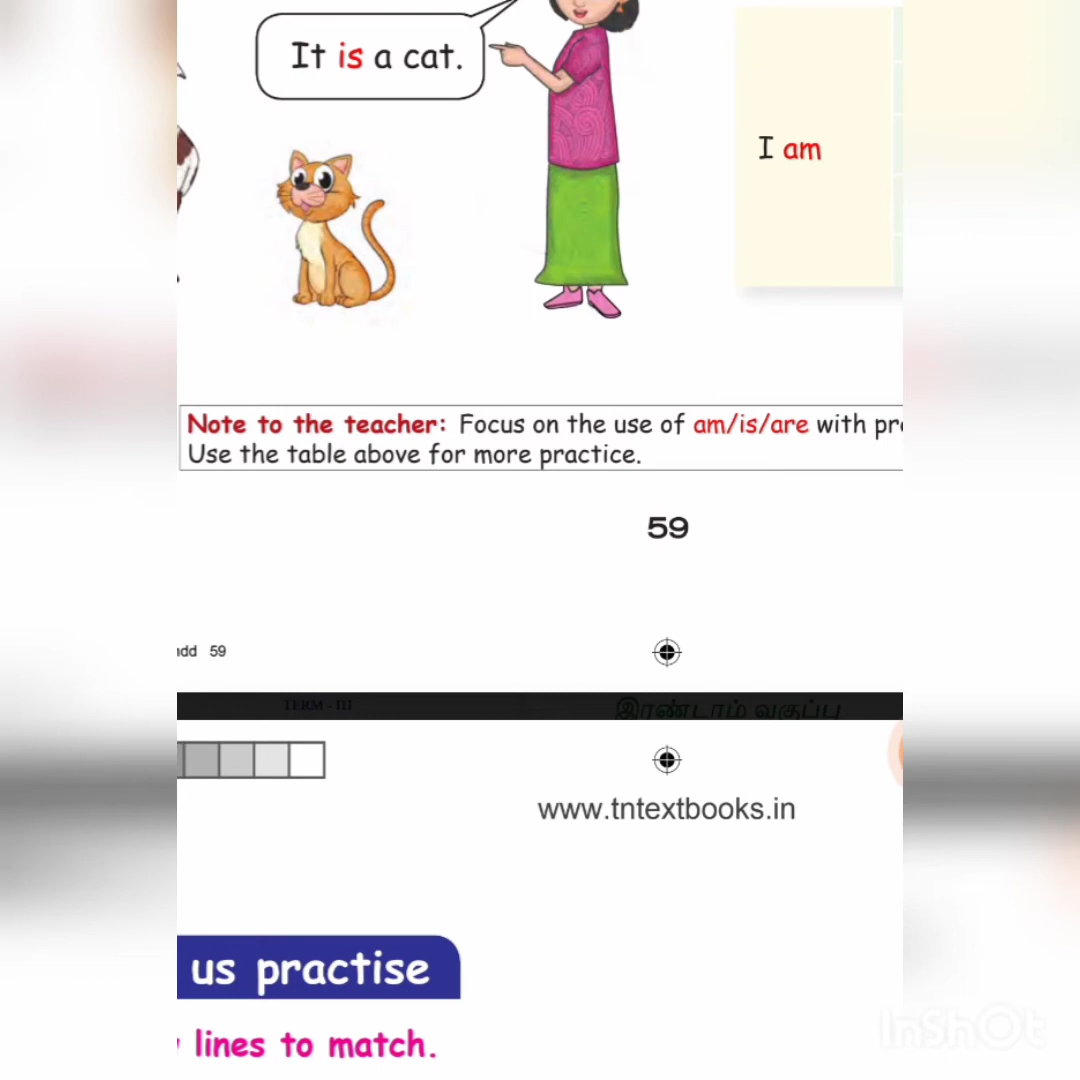 It is a cat.
I am
Note to the teacher: Focus on the use of am/is/are with
Use the table above for more practice.
59
ndd 59
TERM - III இரண்டாம் வகுப்பு
www.tntextbooks.in
us practise
lines to match.
InShOt